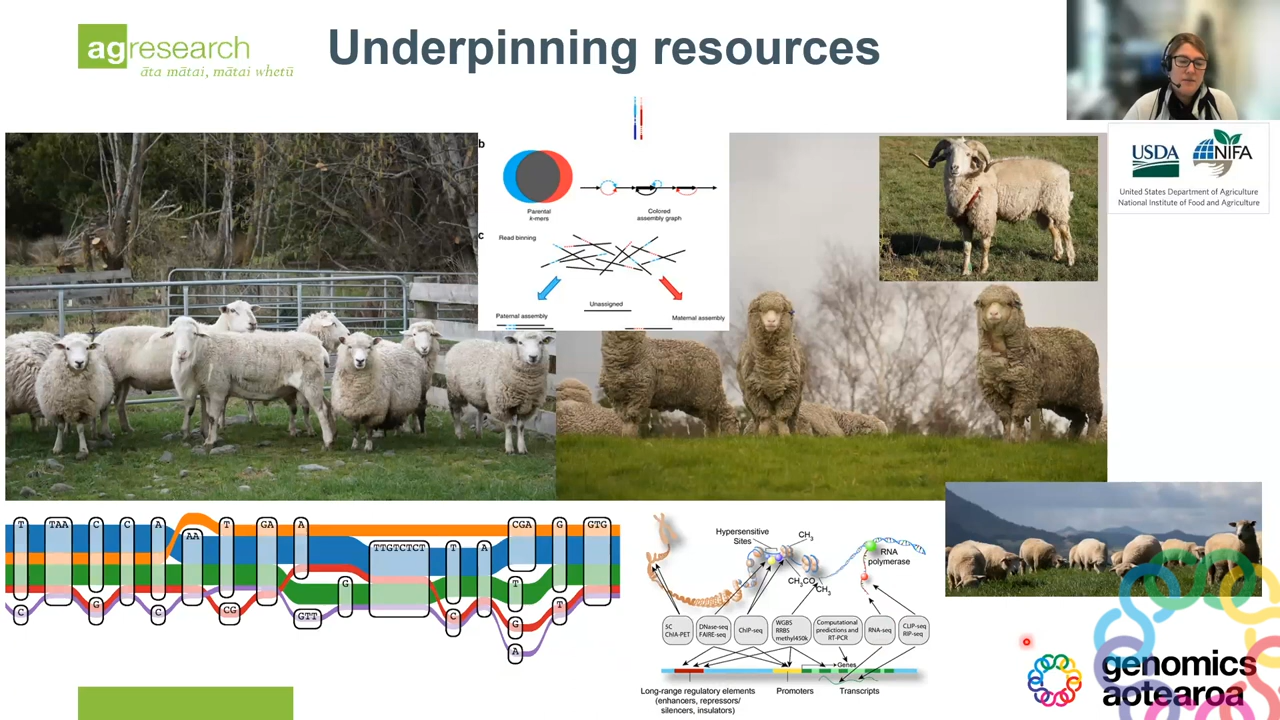 agresearch
āta mātai, mātai whetū
Underpinning resources
USDA
NIFA
United States Department of Agriculture
National Institute of Food and Agriculture
b
Parental
k-mers
Colored
assembly graph
c
Read binning
Unassigned
Paternal assembly
Maternal assembly
T
TAA
C
C
A
AA
T
GA
A
TTGTCTCT
T
A
CGA
G
GTG
C
G
C
CG
GTT
G
C
T
G
A
T
Hypersensitive
Sites
CH3
CH3CO
CH3
RNA
polymerase
5C
ChIA-PET
DNase-seq
FAIRE-seq
ChIP-seq
WGBS
RRBS
methyl450k
Computational
predictions and
RT-PCR
RNA-seq
CLIP-seq
RIP-seq
Genes
Long-range regulatory elements
(enhancers, repressors/
silencers, insulators)
Promoters
Transcripts
genomics
aotearoa